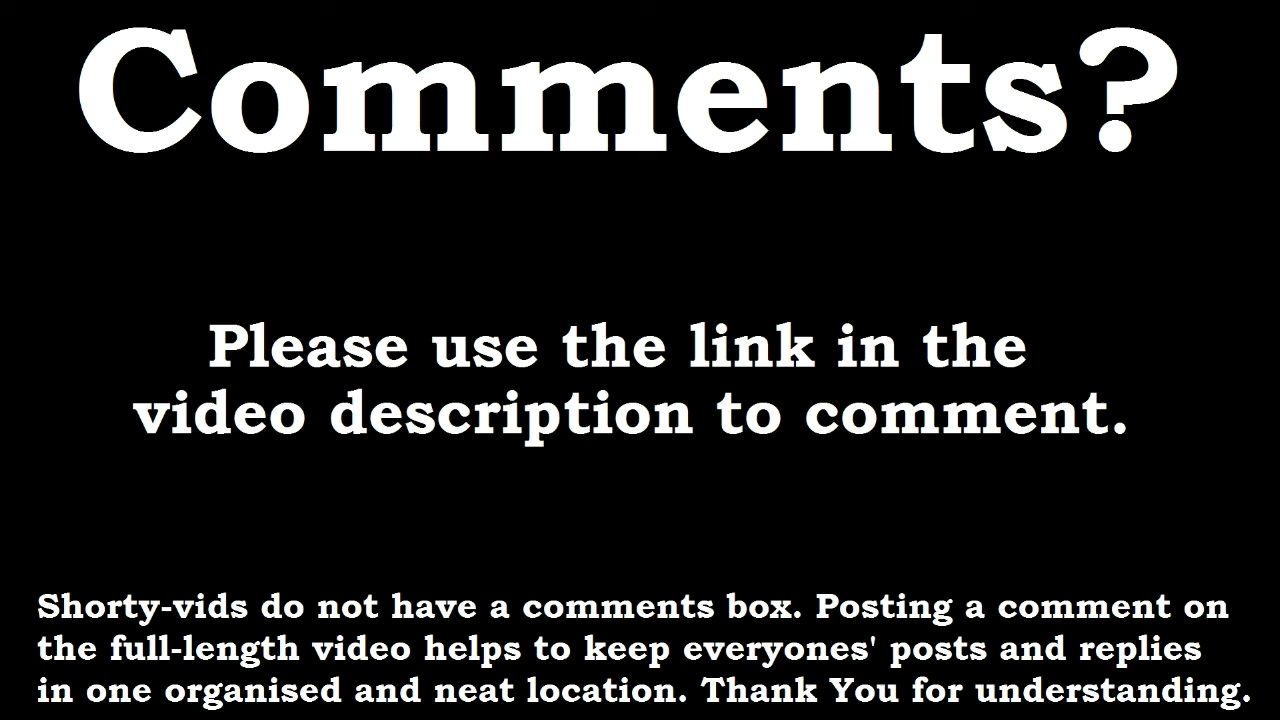 Comments?
Please use the link in the
video description to comment.
Shorty-vids do not have a comments box. Posting a comment on
the full-length video helps to keep everyones' posts and replies
in one organised and neat location. Thank You for understanding.